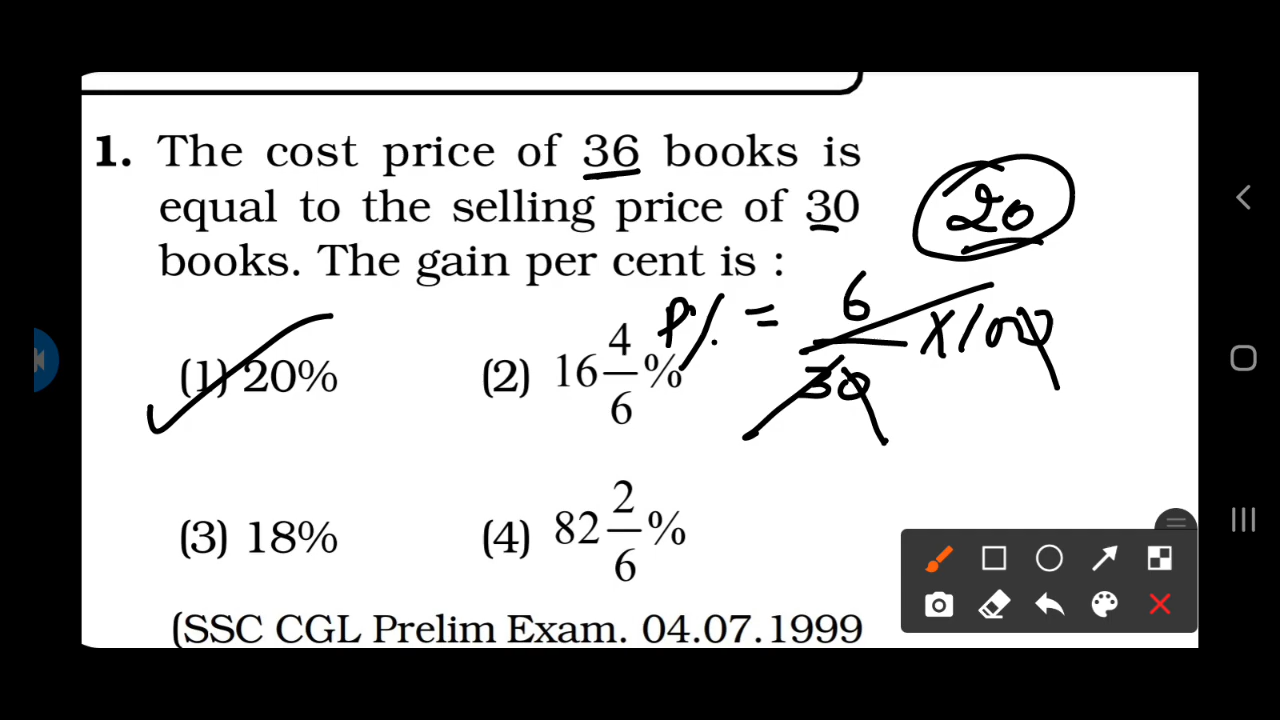 1. The cost price of 36 books is
equal to the selling price of 30
books. The gain per cent is :
20
P% = 6/30 x 100
(1) 20% (2) 16 4/6 %
(3) 18% (4) 82 2/6 %
(SSC CGL Prelim Exam. 04.07.1999